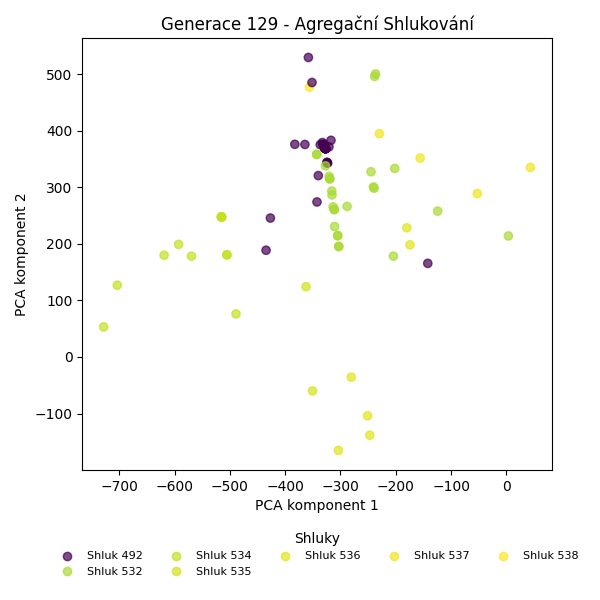 Generace 129 - Agregační Shlukování
PCA komponent 2
500
400
300
200
100
0
−100
−700 −600 −500 −400 −300 −200 −100 0
PCA komponent 1
Shluky
Shluk 492 Shluk 534 Shluk 536 Shluk 537 Shluk 538
Shluk 532 Shluk 535